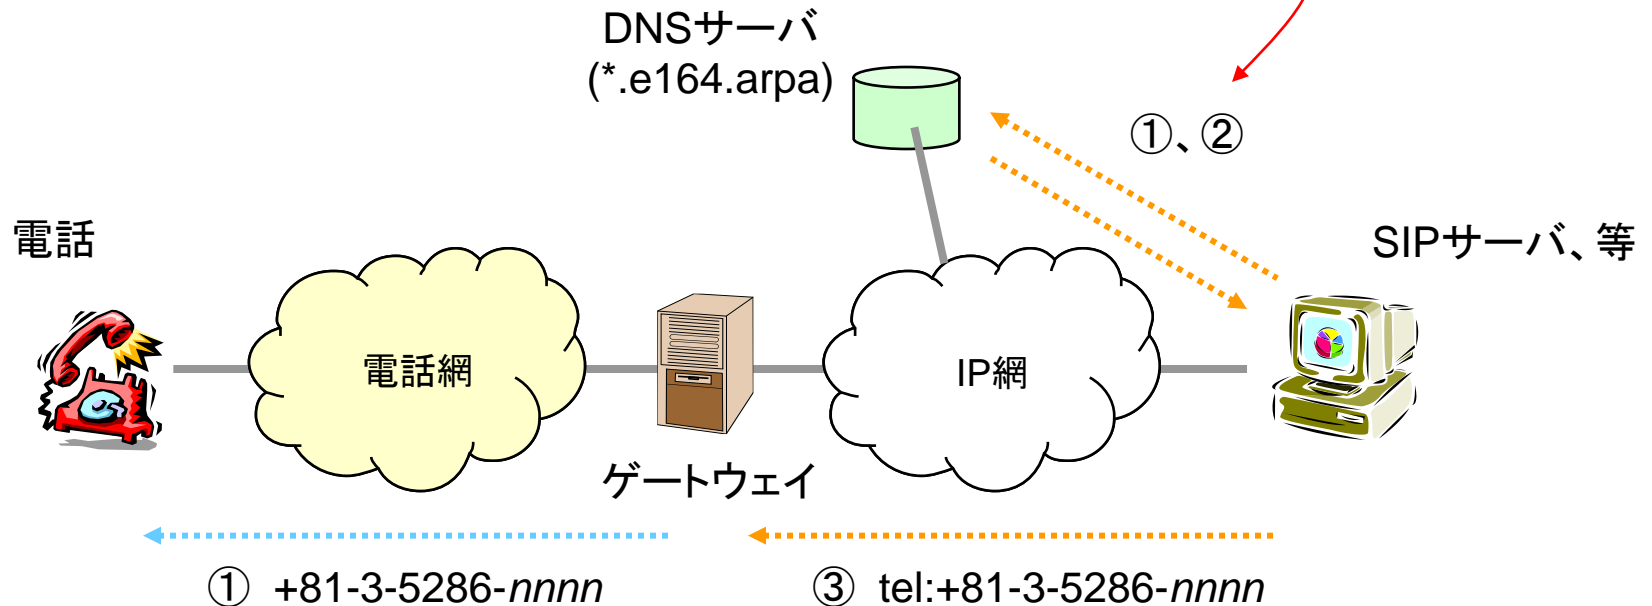 DNSサーバ
(*.e164.arpa)
①、②
電話
SIPサーバ、等
電話網
IP網
ゲートウェイ
① +81-3-5286-nnnn
③ tel:+81-3-5286-nnnn